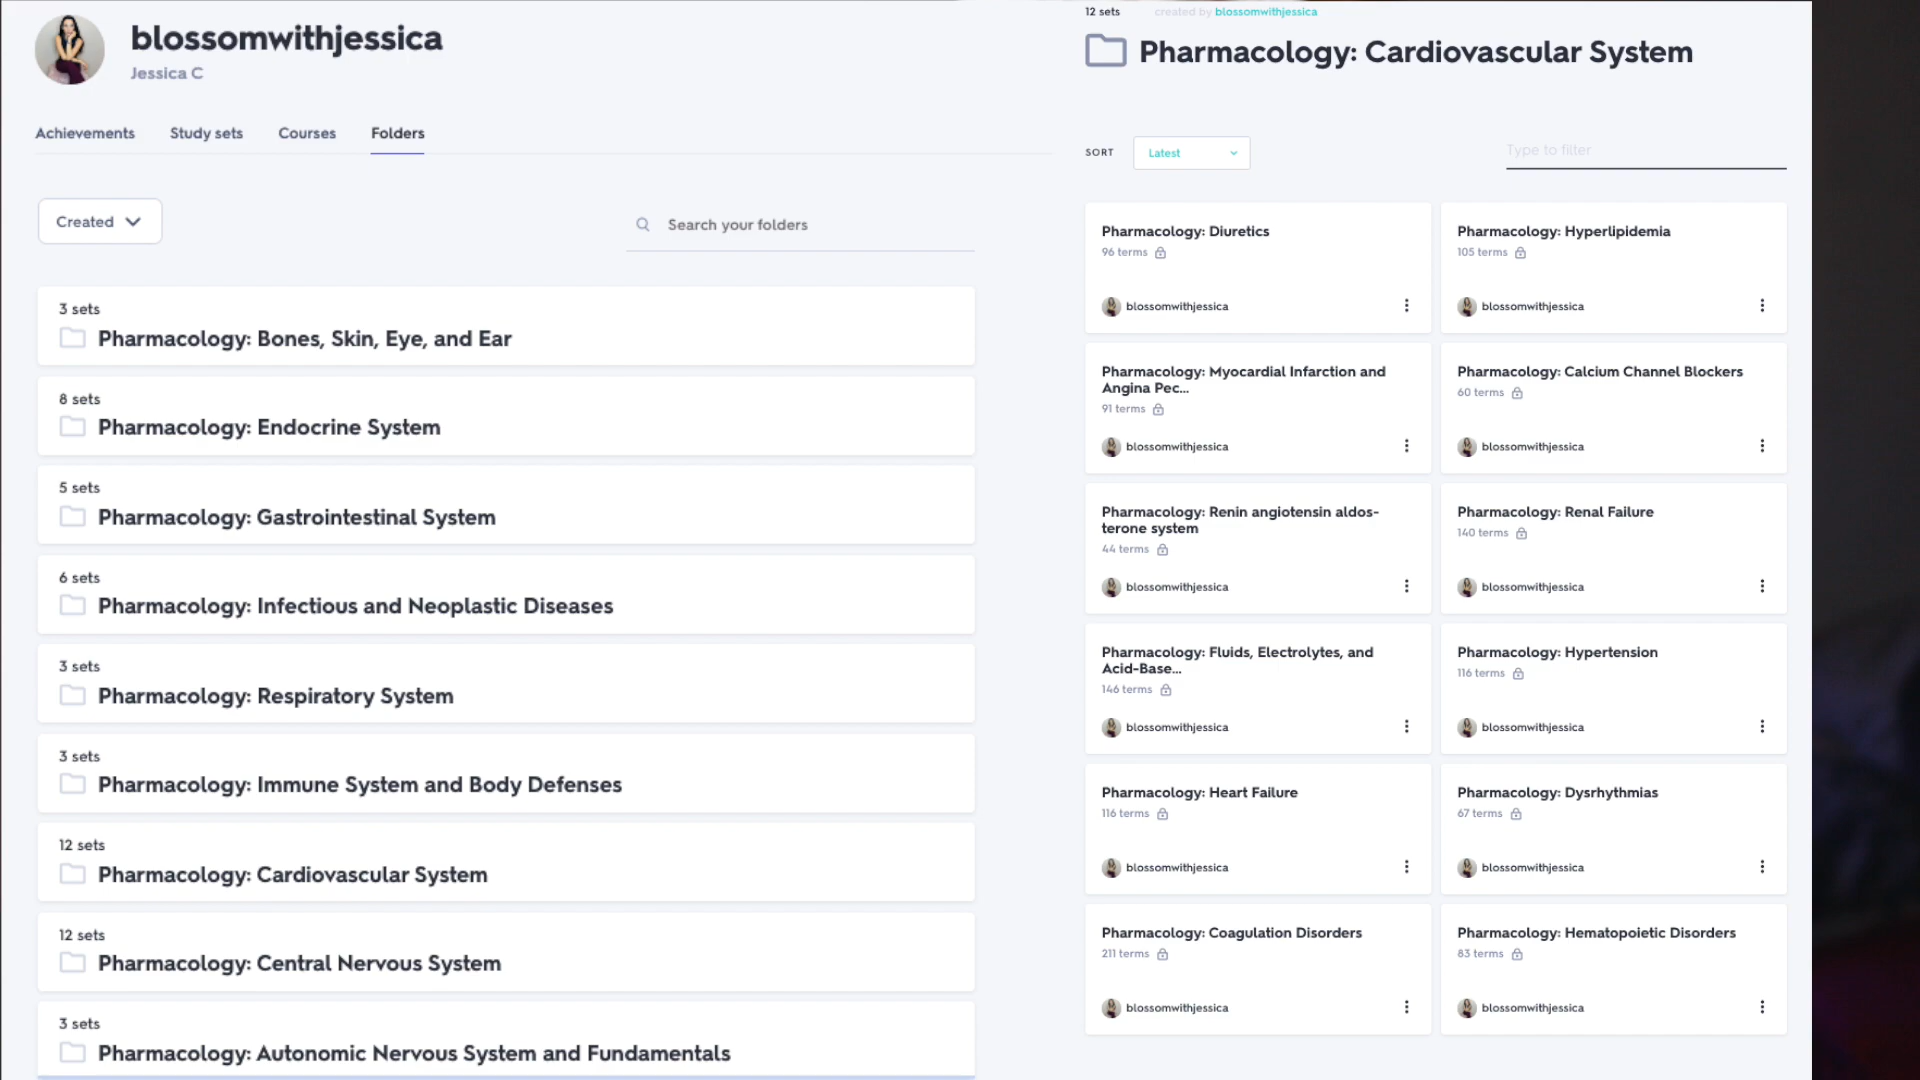 blossomwithjessica
Jessica C
Achievements
Study sets
Courses
Folders
Created
Search your folders
3 sets
Pharmacology: Bones, Skin, Eye, and Ear
8 sets
Pharmacology: Endocrine System
5 sets
Pharmacology: Gastrointestinal System
6 sets
Pharmacology: Infectious and Neoplastic Diseases
3 sets
Pharmacology: Respiratory System
3 sets
Pharmacology: Immune System and Body Defenses
12 sets
Pharmacology: Cardiovascular System
12 sets
Pharmacology: Central Nervous System
3 sets
Pharmacology: Autonomic Nervous System and Fundamentals
12 sets
created by blossomwithjessica
Pharmacology: Cardiovascular System
SORT
Latest
Type to filter
Pharmacology: Diuretics
96 terms
blossomwithjessica
Pharmacology: Hyperlipidemia
105 terms
blossomwithjessica
Pharmacology: Myocardial Infarction and
Angina Pec...
91 terms
blossomwithjessica
Pharmacology: Calcium Channel Blockers
60 terms
blossomwithjessica
Pharmacology: Renin angiotensin aldos-
terone system
44 terms
blossomwithjessica
Pharmacology: Renal Failure
140 terms
blossomwithjessica
Pharmacology: Fluids, Electrolytes, and
Acid-Base...
146 terms
blossomwithjessica
Pharmacology: Hypertension
116 terms
blossomwithjessica
Pharmacology: Heart Failure
116 terms
blossomwithjessica
Pharmacology: Dysrhythmias
67 terms
blossomwithjessica
Pharmacology: Coagulation Disorders
211 terms
blossomwithjessica
Pharmacology: Hematopoietic Disorders
83 terms
blossomwithjessica